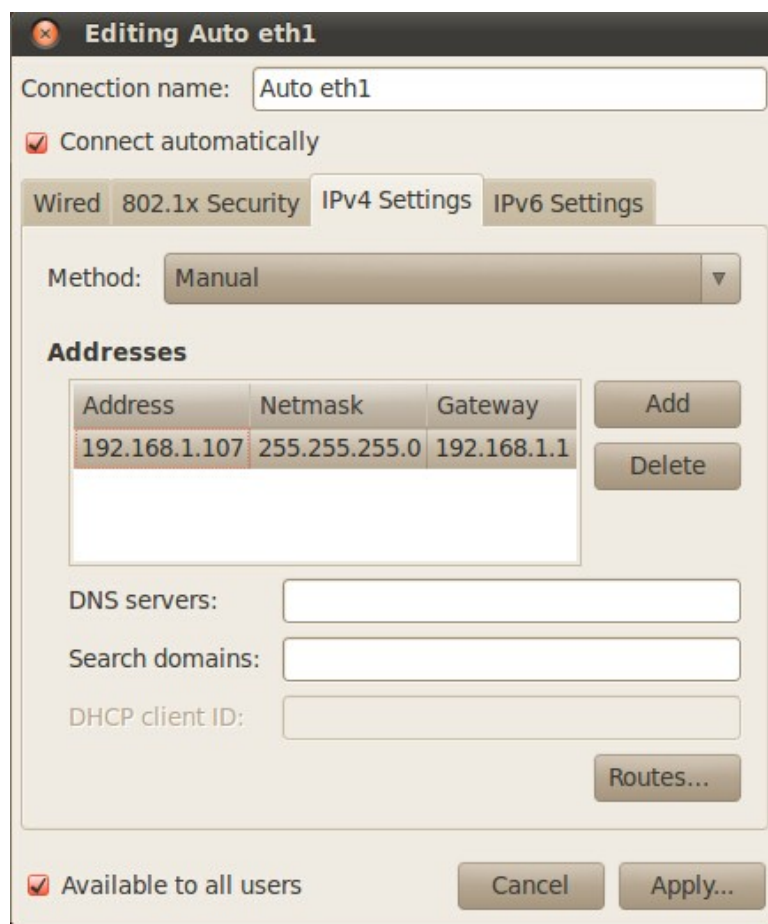 Editing Auto eth1
Connection name: Auto eth1
Connect automatically
Wired 802.1x Security IPv4 Settings IPv6 Settings
Method: Manual
Addresses
Address Netmask Gateway Add
192.168.1.107 255.255.255.0 192.168.1.1
Delete
DNS servers:
Search domains:
DHCP client ID:
Routes...
Available to all users Cancel Apply...